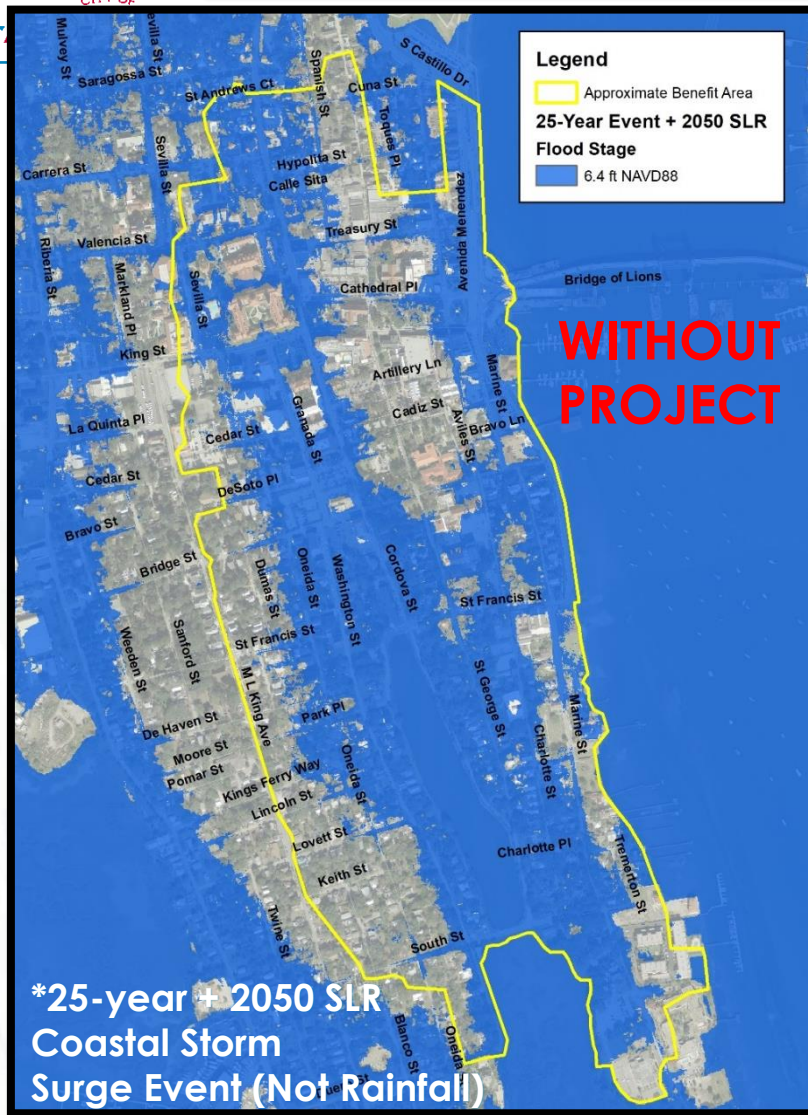 CITY OF
Mulvey St
Sevilla St
Saragossa St
St Andrews Ct
Spanish St
S Castillo Dr
Cuna St
Toques Pl
Legend
Approximate Benefit Area
25-Year Event + 2050 SLR
Flood Stage
6.4 ft NAVD88
Carrera St
Sevilla St
Hypolita St
Calle Sita
Avenida Menendez
Riberia St
Valencia St
Treasury St
Markland Pl
Sevilla St
Cathedral Pl
Bridge of Lions
WITHOUT
PROJECT
King St
Artillery Ln
Marine St
La Quinta Pl
Granada St
Cadiz St
Aviles St
Bravo Ln
Cedar St
Cedar St
DeSoto Pl
Bravo St
Bridge St
Dumas St
Oneida St
Washington St
Cordova St
St Francis St
Weeden St
Sanford St
St Francis St
M L King Ave
St George St
De Haven St
Park Pl
Charlotte St
Marine St
Moore St
Pomar St
Kings Ferry Way
Oneida St
Lincoln St
Lovett St
Charlotte Pl
Tremerton St
Keith St
Twine St
South St
*25-year + 2050 SLR
Coastal Storm
Surge Event (Not Rainfall)
Blanco St
Oneida